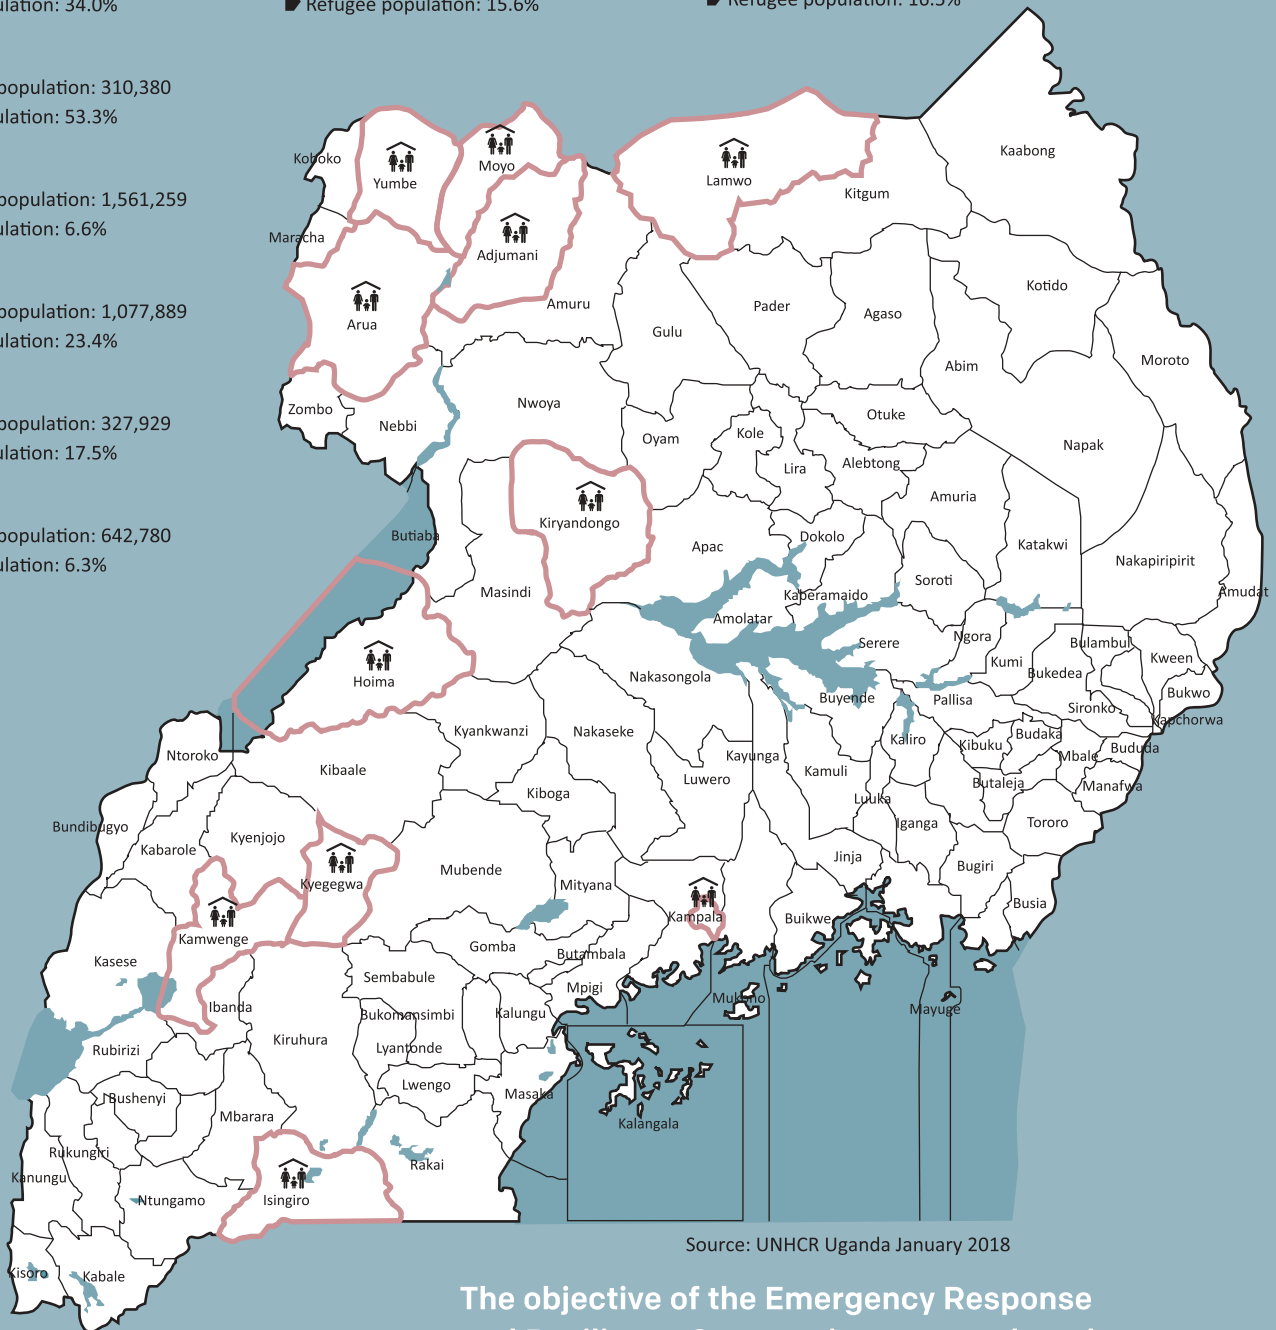 ulation: 34.0%
Refugee population: 15.6%
Refugee population: 16.5%
population: 310,380
ulation: 53.3%
population: 1,561,259
ulation: 6.6%
population: 1,077,889
ulation: 23.4%
population: 327,929
ulation: 17.5%
population: 642,780
ulation: 6.3%
Kaabong
Koboko
Yumbe
Moyo
Lamwo
Kitgum
Maracha
Adjumani
Arua
Amuru
Gulu
Pader
Agaso
Kotido
Abim
Moroto
Zombo
Nebbi
Nwoya
Oyam
Kole
Otuke
Napak
Lira
Alebtong
Amuria
Kiryandongo
Butiaba
Apac
Dokolo
Katakwi
Nakapiripirit
Masindi
Kaberamaido
Soroti
Amudat
Amolatar
Serere
Ngora
Bulambul
Kumi
Kween
Bukedea
Hoima
Nakasongola
Buyende
Pallisa
Sironko
Bukwo
Kapchorwa
Kyankwanzi
Nakaseke
Kaliro
Kibuku
Budaka
Mbale
Bududa
Ntoroko
Kibaale
Kayunga
Kamuli
Luwero
Butaleja
Manafwa
Kiboga
Luuka
Iganga
Tororo
Bundibugyo
Kabarole
Kyenjojo
Kyegegwa
Mubende
Mityana
Jinja
Bugiri
Busia
Kampala
Buikwe
Kamwenge
Gomba
Butambala
Kasese
Sembabule
Mpigi
Mukono
Mayuge
Ibanda
Bukomansimbi
Kalungu
Kiruhura
Lyantonde
Rubirizi
Lwengo
Masaka
Bushenyi
Mbarara
Kalangala
Rukungiri
Rakai
Kanungu
Ntungamo
Isingiro
Kisoro
Kabale
Source: UNHCR Uganda January 2018
The objective of the Emergency Response